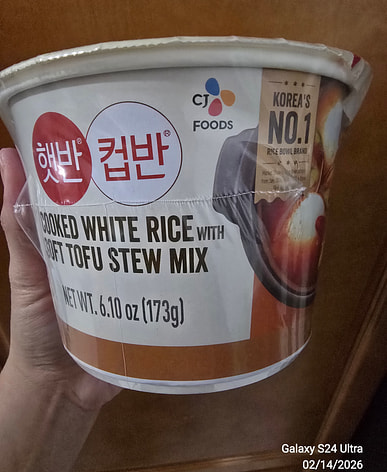 CJ
FOODS
KOREA'S
NO.1
RICE BOWL BRAND
햇반®
컵반®
COOKED WHITE RICE WITH
SOFT TOFU STEW MIX
NET WT. 6.10 oz (173g)
Galaxy S24 Ultra
02/14/2026